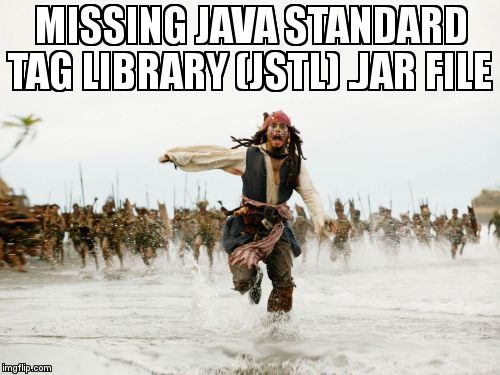 MISSING JAVA STANDARD
TAG LIBRARY (JSTL) .JAR FILE
imgflip.com